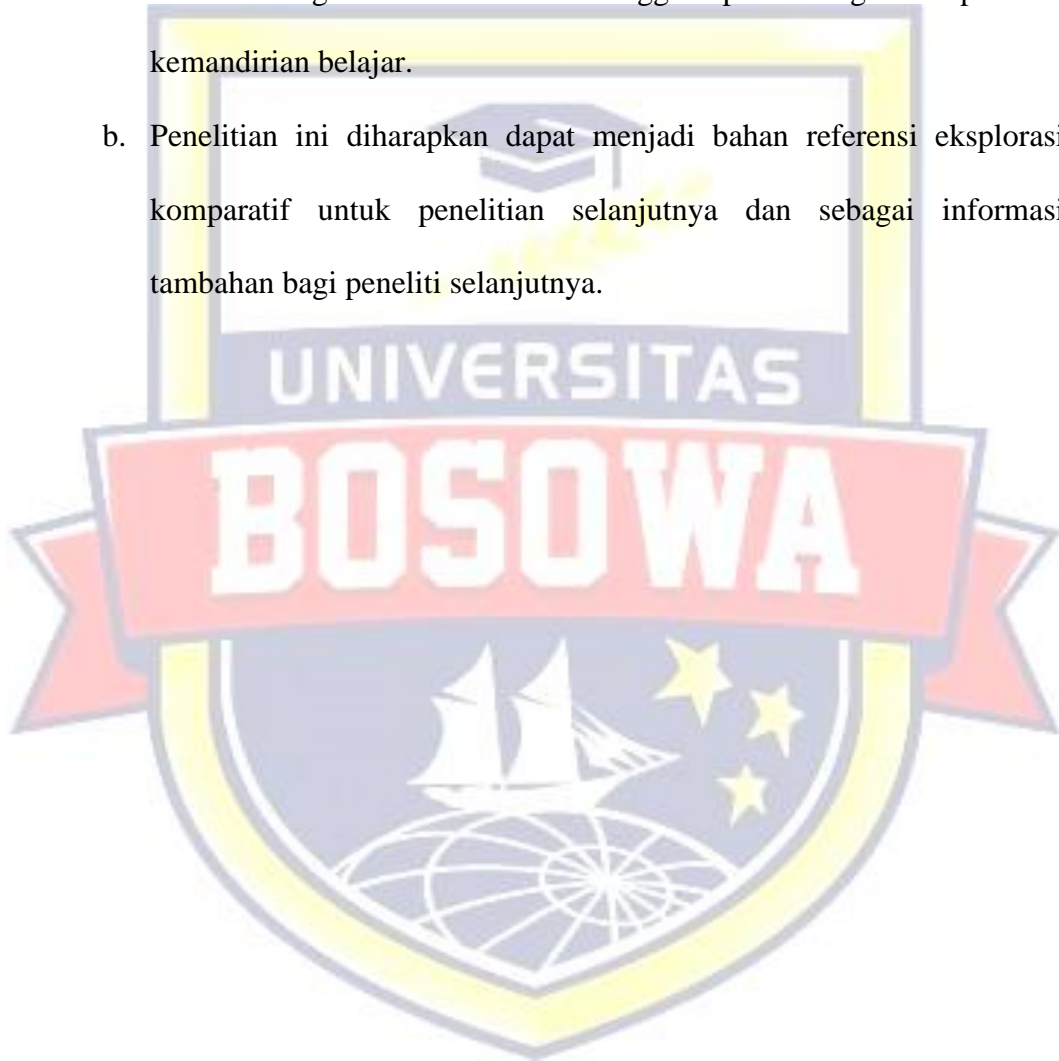 kemandirian belajar.
b. Penelitian ini diharapkan dapat menjadi bahan referensi eksplorasi
komparatif untuk penelitian selanjutnya dan sebagai informasi
tambahan bagi peneliti selanjutnya.
UNIVERSITAS
BOSOWA